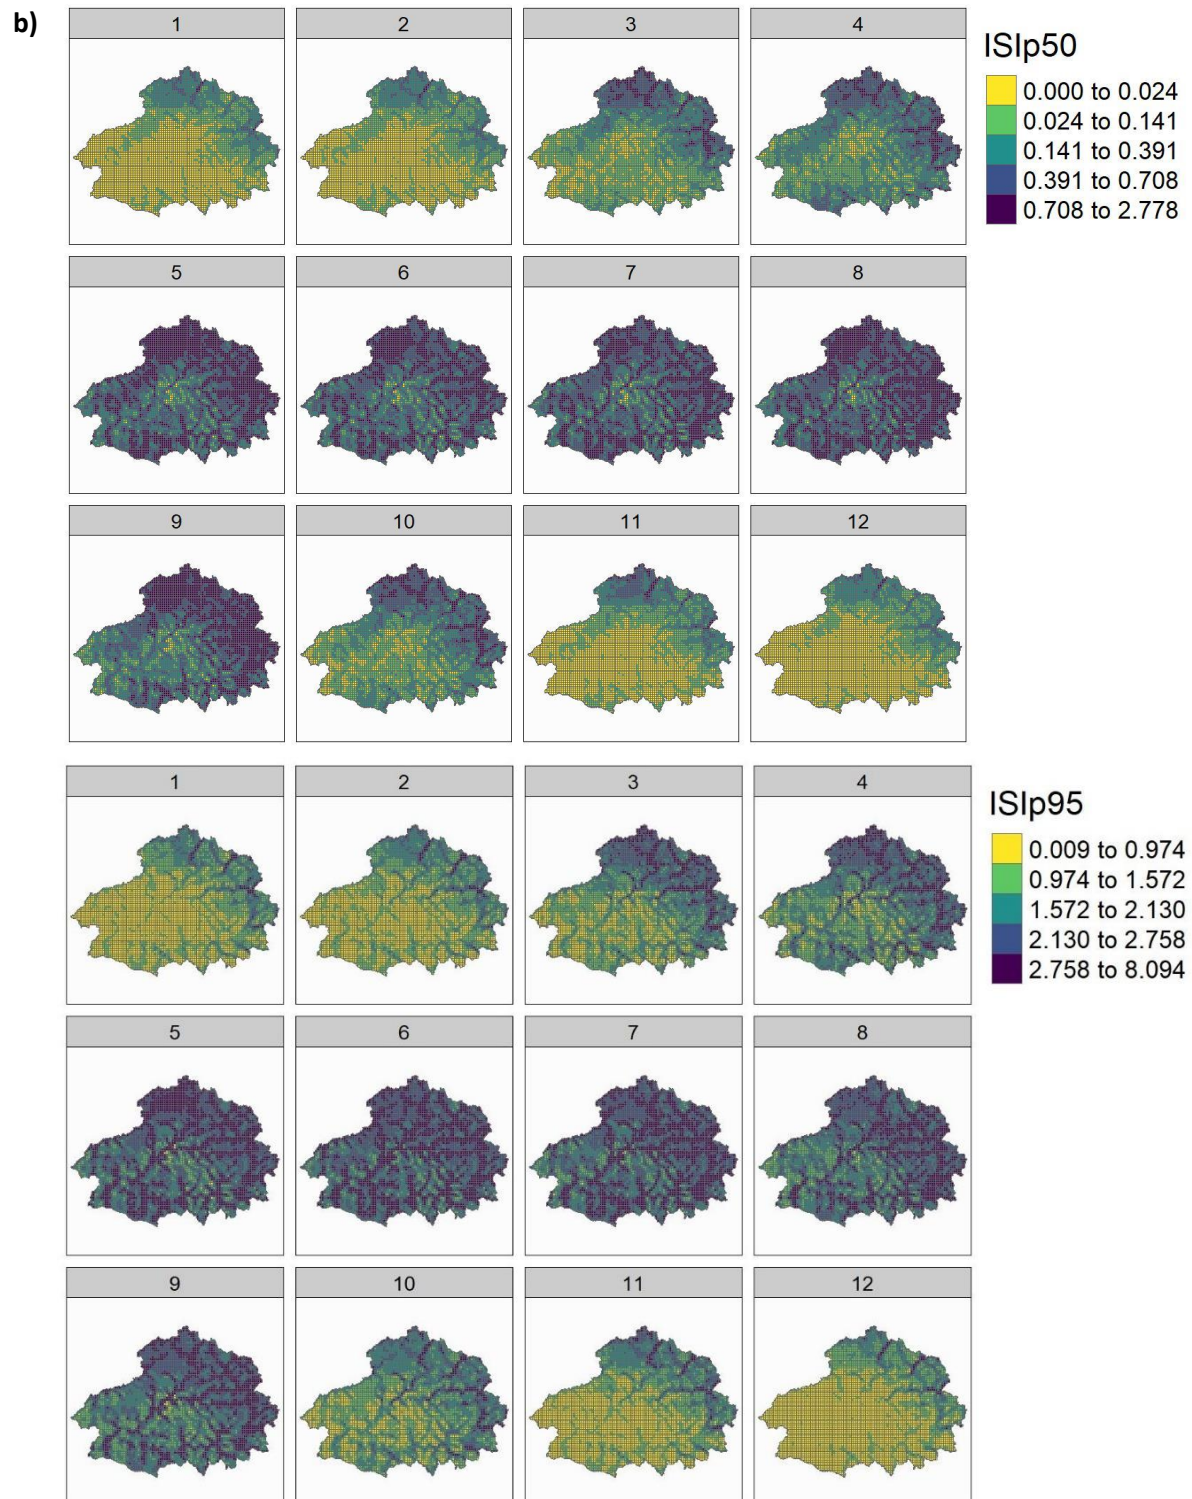 b)
1 2 3 4
ISIp50
0.000 to 0.024
0.024 to 0.141
0.141 to 0.391
0.391 to 0.708
0.708 to 2.778
5 6 7 8
9 10 11 12
1 2 3 4
ISIp95
0.009 to 0.974
0.974 to 1.572
1.572 to 2.130
2.130 to 2.758
2.758 to 8.094
5 6 7 8
9 10 11 12